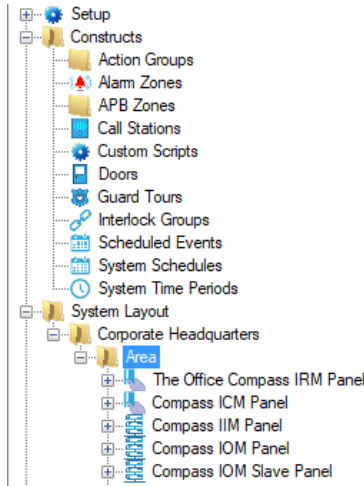 Setup
Constructs
Action Groups
Alarm Zones
APB Zones
Call Stations
Custom Scripts
Doors
Guard Tours
Interlock Groups
Scheduled Events
System Schedules
System Time Periods
System Layout
Corporate Headquarters
Area
The Office Compass IRM Panel
Compass ICM Panel
Compass IIM Panel
Compass IOM Panel
Compass IOM Slave Panel